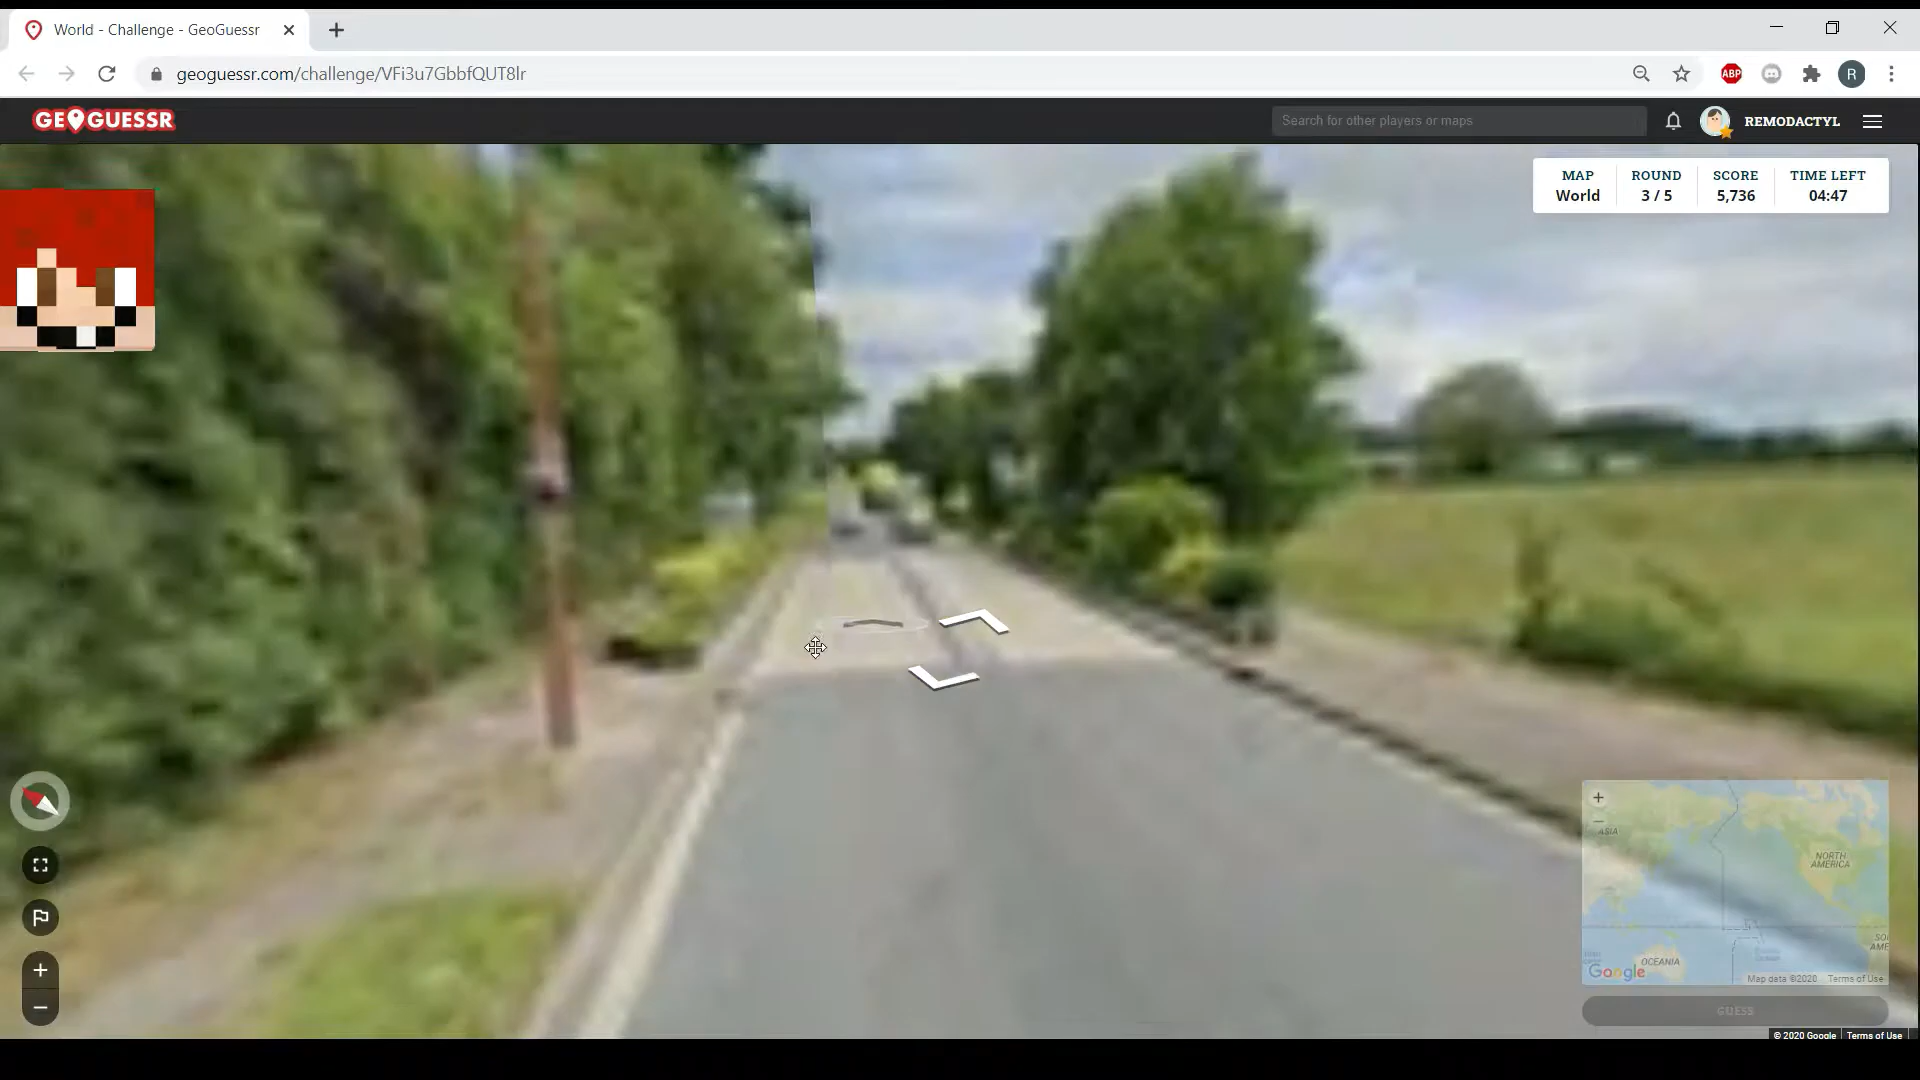 World - Challenge - GeoGuessr
geoguessr.com/challenge/VFi3u7GbbfQUT8lr
ABP
R
GEOGUESSR
Search for other players or maps
REMODACTYL
MAP ROUND SCORE TIME LEFT
World 3 / 5 5,736 04:47
ASIA
NORTH
AMERICA
OCEANIA
Google
Map data ©2020 Terms of Use
GUESS
© 2020 Google Terms of Use